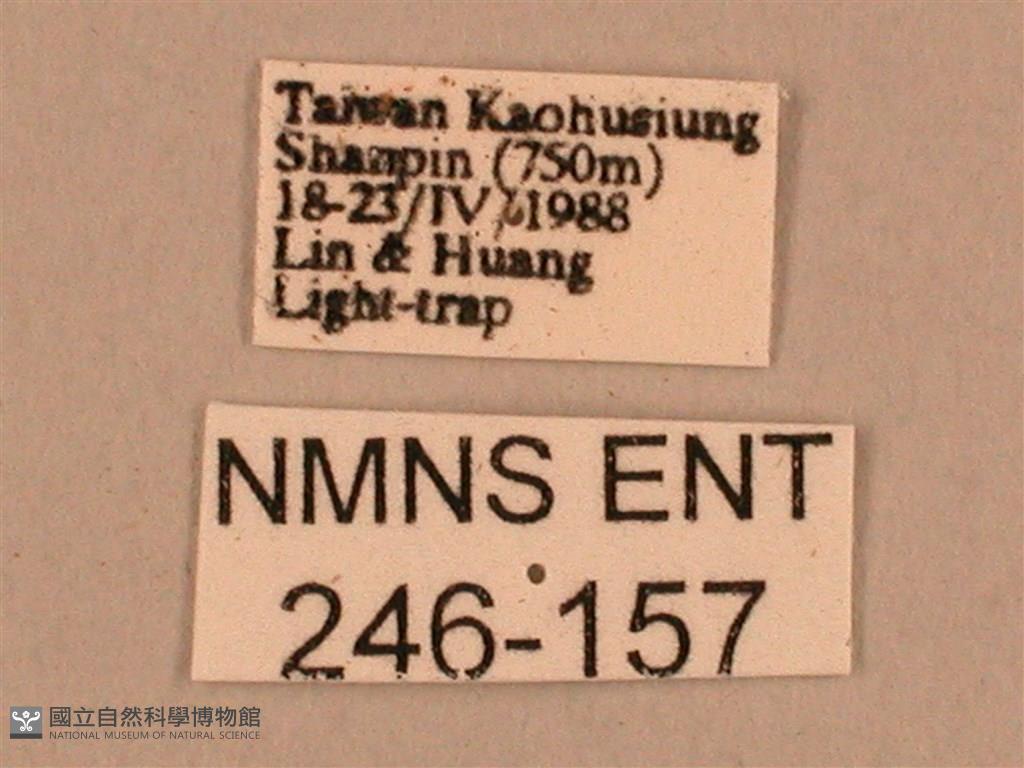 Taiwan Kaohusiung
Shanpin (750m)
18-23/IV/1988
Lin & Huang
Light-trap
NMNS ENT
246-157
國立自然科學博物館
NATIONAL MUSEUM OF NATURAL SCIENCE